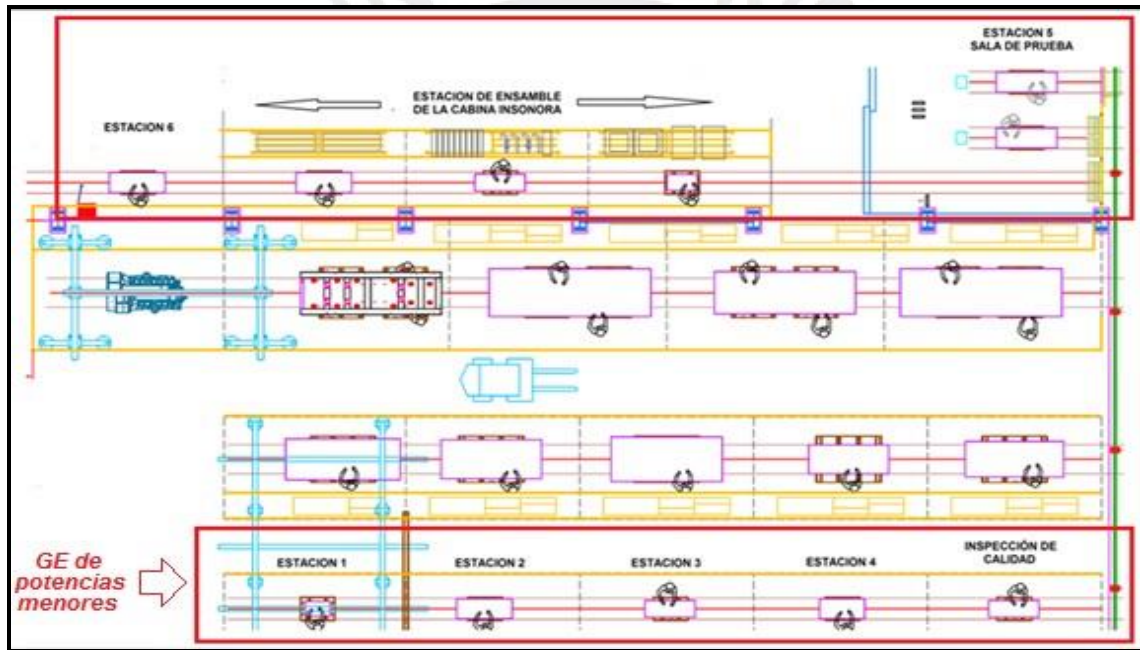 ESTACION 5
SALA DE PRUEBA
ESTACION DE ENSAMBLE
DE LA CABINA INSONORA
ESTACION 6
GE de
potencias
menores
ESTACION 1
ESTACION 2
ESTACION 3
ESTACION 4
INSPECCIÓN DE
CALIDAD